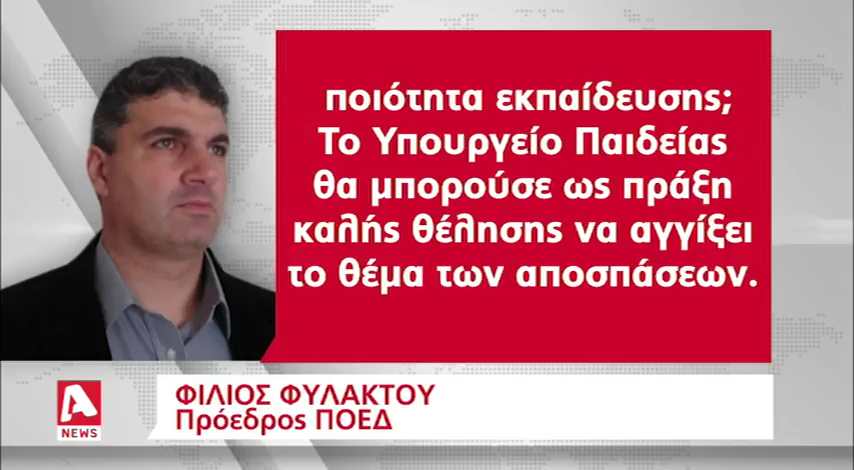 ποιότητα εκπαίδευσης;
Το Υπουργείο Παιδείας
θα μπορούσε ως πράξη
καλής θέλησης να αγγίξει
το θέμα των αποσπάσεων.
ΦΙΛΙΟΣ ΦΥΛΑΚΤΟΥ
Πρόεδρος ΠΟΕΔ
A
NEWS